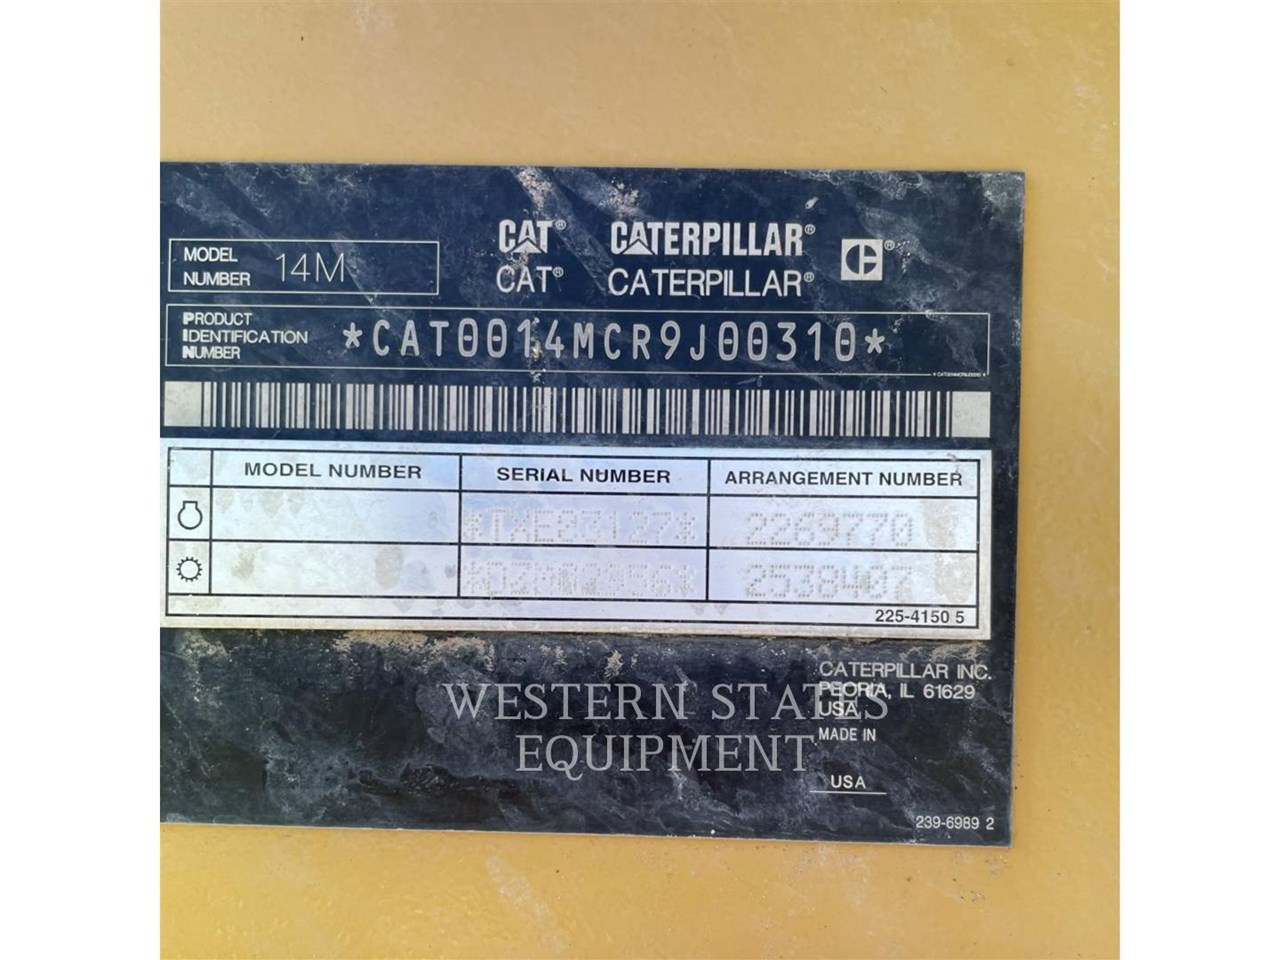 MODEL NUMBER 14M
CAT® CATERPILLAR® C®
CAT® CATERPILLAR®
PRODUCT IDENTIFICATION NUMBER *CAT0014MCR9J00310*
MODEL NUMBER SERIAL NUMBER ARRANGEMENT NUMBER
2269770
2538407
225-4150 5
CATERPILLAR INC.
PEORIA, IL 61629
USA
MADE IN
USA
239-6989 2
WESTERN STATES
EQUIPMENT